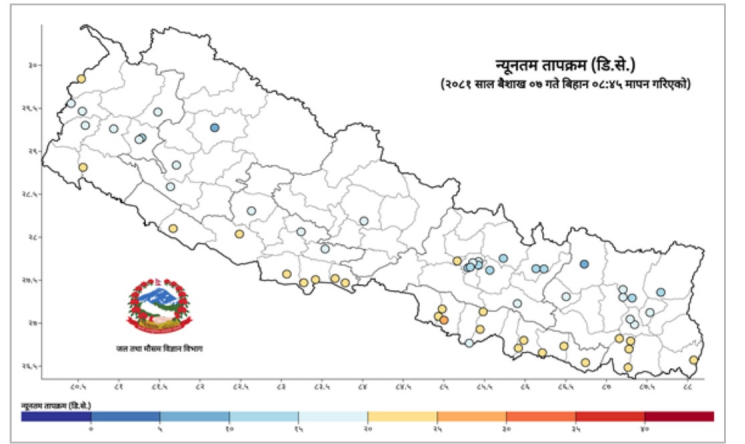 न्यूनतम तापक्रम (डि.से.)
(२०८१ साल बैशाख ०७ गते बिहान ०८:४५ मापन गरिएको)
३०
२९.५
२९
२८.५
२८
२७.५
२७
२६.५
जल तथा मौसम विज्ञान विभाग
८०.५ ८१ ८१.५ ८२ ८२.५ ८३ ८३.५ ८४ ८४.५ ८५ ८५.५ ८६ ८६.५ ८७ ८७.५ ८८
न्यूनतम तापक्रम (डि.से.)
० ५ १० १५ २० २५ ३० ३५ ४०